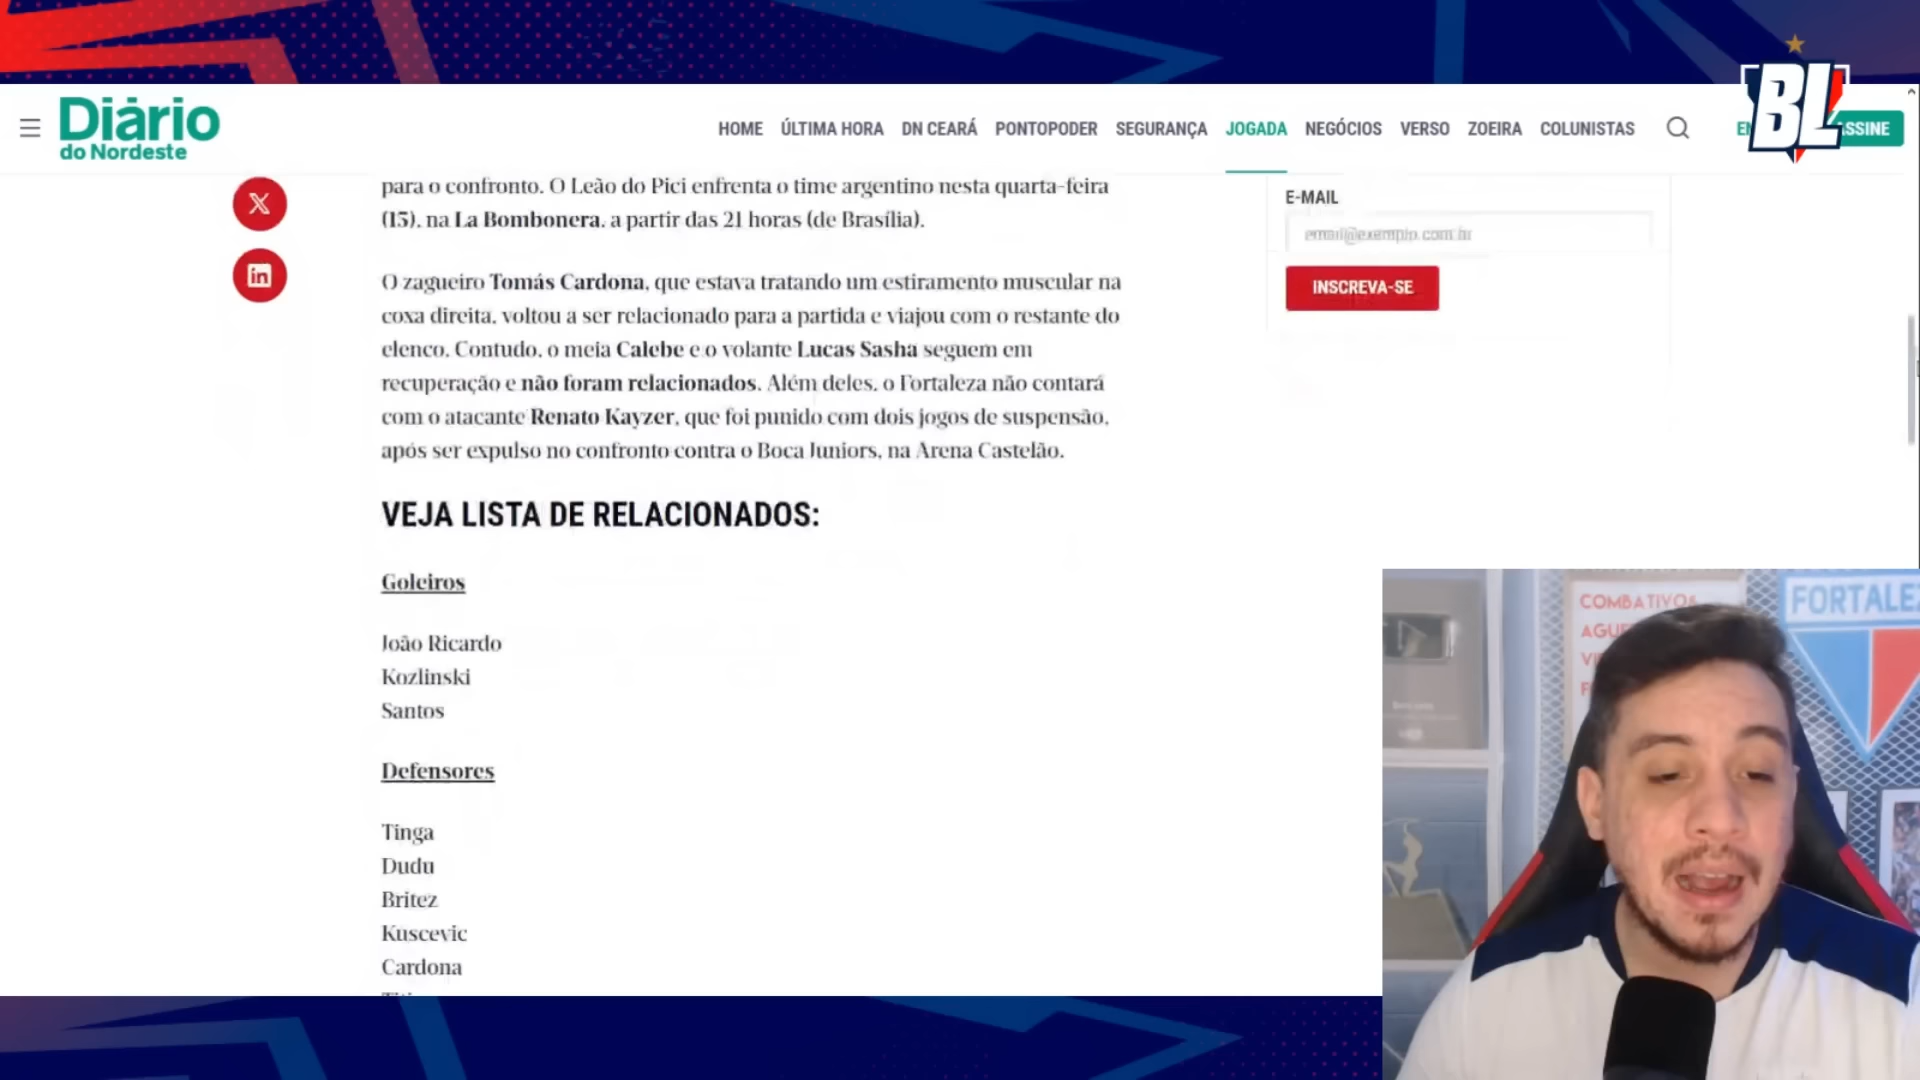 Diário
do Nordeste
HOME ÚLTIMA HORA DN CEARÁ PONTOPODER SEGURANÇA JOGADA NEGÓCIOS VERSO ZOEIRA COLUNISTAS
BL
ASSINE
para o confronto. O Leão do Pici enfrenta o time argentino nesta quarta-feira
(15), na La Bombonera, a partir das 21 horas (de Brasília).
E-MAIL
email@exemplo.com.br
INSCREVA-SE
O zagueiro Tomás Cardona, que estava tratando um estiramento muscular na
coxa direita, voltou a ser relacionado para a partida e viajou com o restante do
elenco. Contudo, o meia Calebe e o volante Lucas Sasha seguem em
recuperação e não foram relacionados. Além deles, o Fortaleza não contará
com o atacante Renato Kayzer, que foi punido com dois jogos de suspensão,
após ser expulso no confronto contra o Boca Juniors, na Arena Castelão.
VEJA LISTA DE RELACIONADOS:
Goleiros
João Ricardo
Kozlinski
Santos
Defensores
Tinga
Dudu
Britez
Kuscevic
Cardona
COMBATIVOS
FORTALEZ